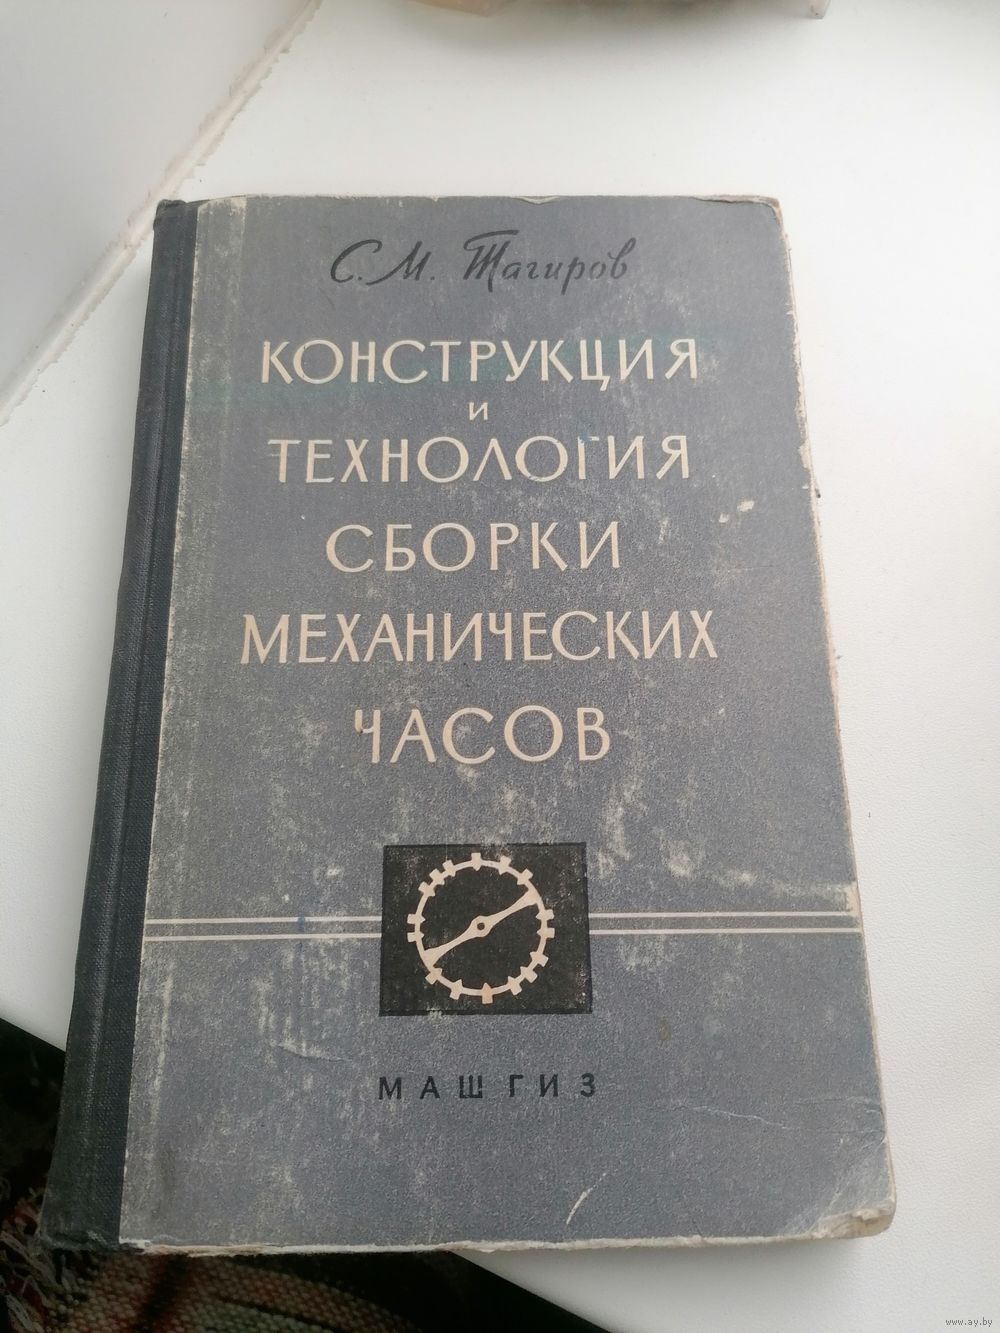 С. М. Тагиров
КОНСТРУКЦИЯ
и
ТЕХНОЛОГИЯ
СБОРКИ
МЕХАНИЧЕСКИХ
ЧАСОВ
МАШГИЗ
www.ay.by